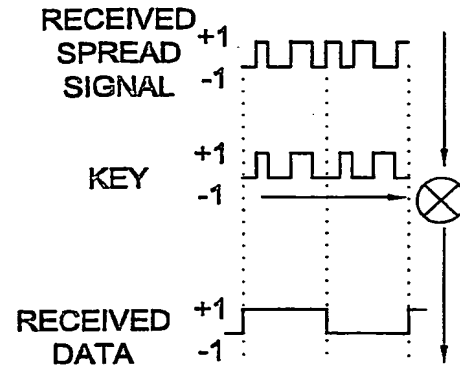 RECEIVED
SPREAD
SIGNAL
+1
-1
KEY
+1
-1
RECEIVED
DATA
+1
-1